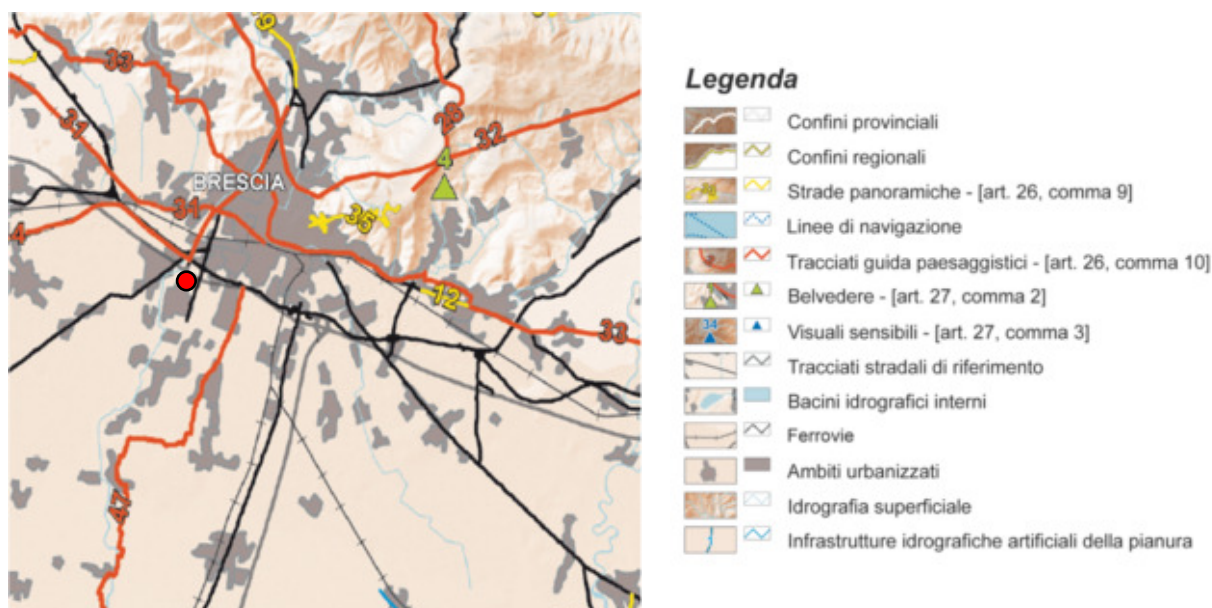 9
33
31
26
32
4
BRESCIA
31
35
4
12
33
47
Legenda
Confini provinciali
Confini regionali
Strade panoramiche - [art. 26, comma 9]
Linee di navigazione
Tracciati guida paesaggistici - [art. 26, comma 10]
Belvedere - [art. 27, comma 2]
34
Visuali sensibili - [art. 27, comma 3]
Tracciati stradali di riferimento
Bacini idrografici interni
Ferrovie
Ambiti urbanizzati
Idrografia superficiale
Infrastrutture idrografiche artificiali della pianura